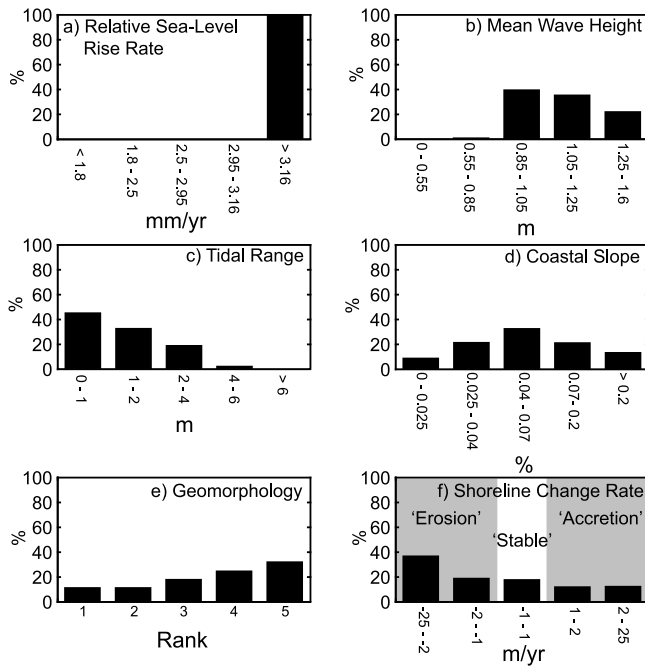 a) Relative Sea-Level
Rise Rate
%
100
80
60
40
20
0
< 1.8
1.8 - 2.5
2.5 - 2.95
2.95 - 3.16
> 3.16
mm/yr
b) Mean Wave Height
%
100
80
60
40
20
0
0 - 0.55
0.55 - 0.85
0.85 - 1.05
1.05 - 1.25
1.25 - 1.6
m
c) Tidal Range
%
100
80
60
40
20
0
0 - 1
1 - 2
2 - 4
4 - 6
> 6
m
d) Coastal Slope
%
100
80
60
40
20
0
0 - 0.025
0.025 - 0.04
0.04 - 0.07
0.07 - 0.2
> 0.2
%
e) Geomorphology
%
100
80
60
40
20
0
1
2
3
4
5
Rank
f) Shoreline Change Rate
'Erosion'
'Stable'
'Accretion'
%
100
80
60
40
20
0
-25 - -2
-2 - -1
-1 - 1
1 - 2
2 - 25
m/yr